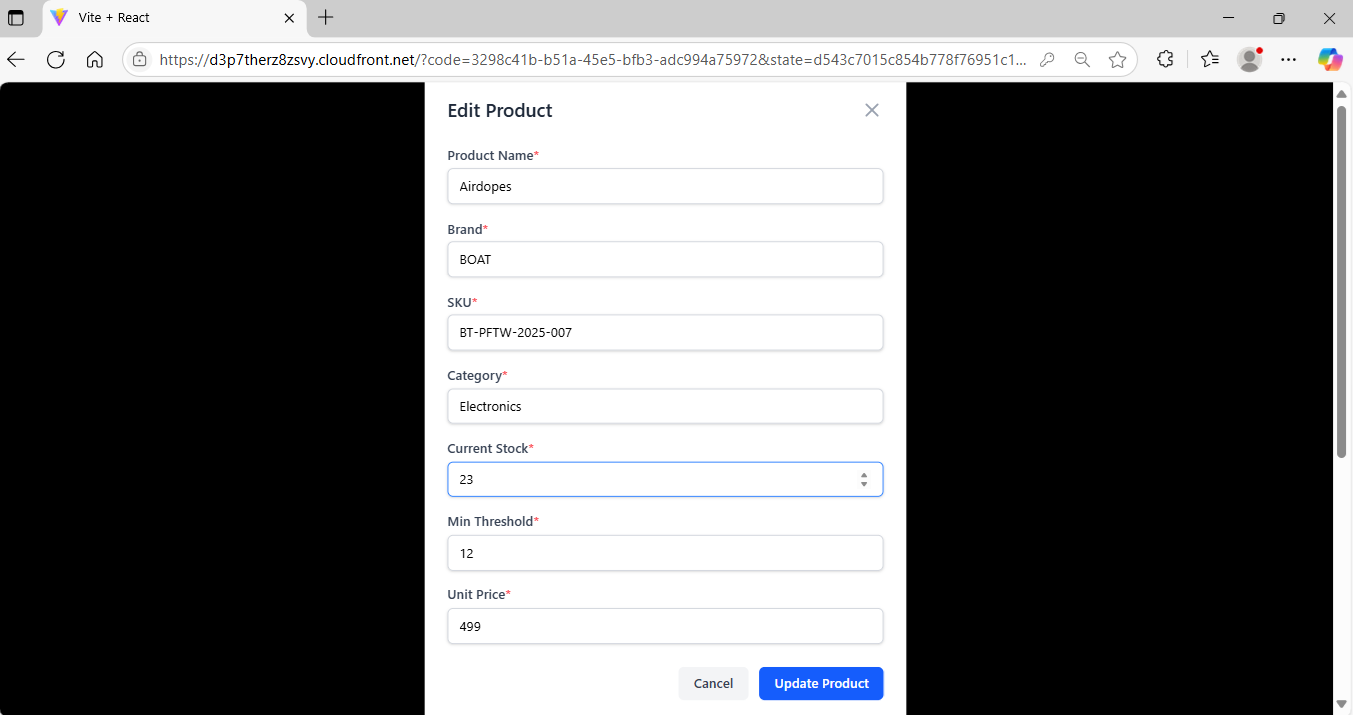 Vite + React
https://d3p7therz8zsvy.cloudfront.net/?code=3298c41b-b51a-45e5-bfb3-adc994a75972&state=d543c7015c854b778f76951c1...
Edit Product
Product Name*
Airdopes
Brand*
BOAT
SKU*
BT-PFTW-2025-007
Category*
Electronics
Current Stock*
23
Min Threshold*
12
Unit Price*
499
Cancel
Update Product